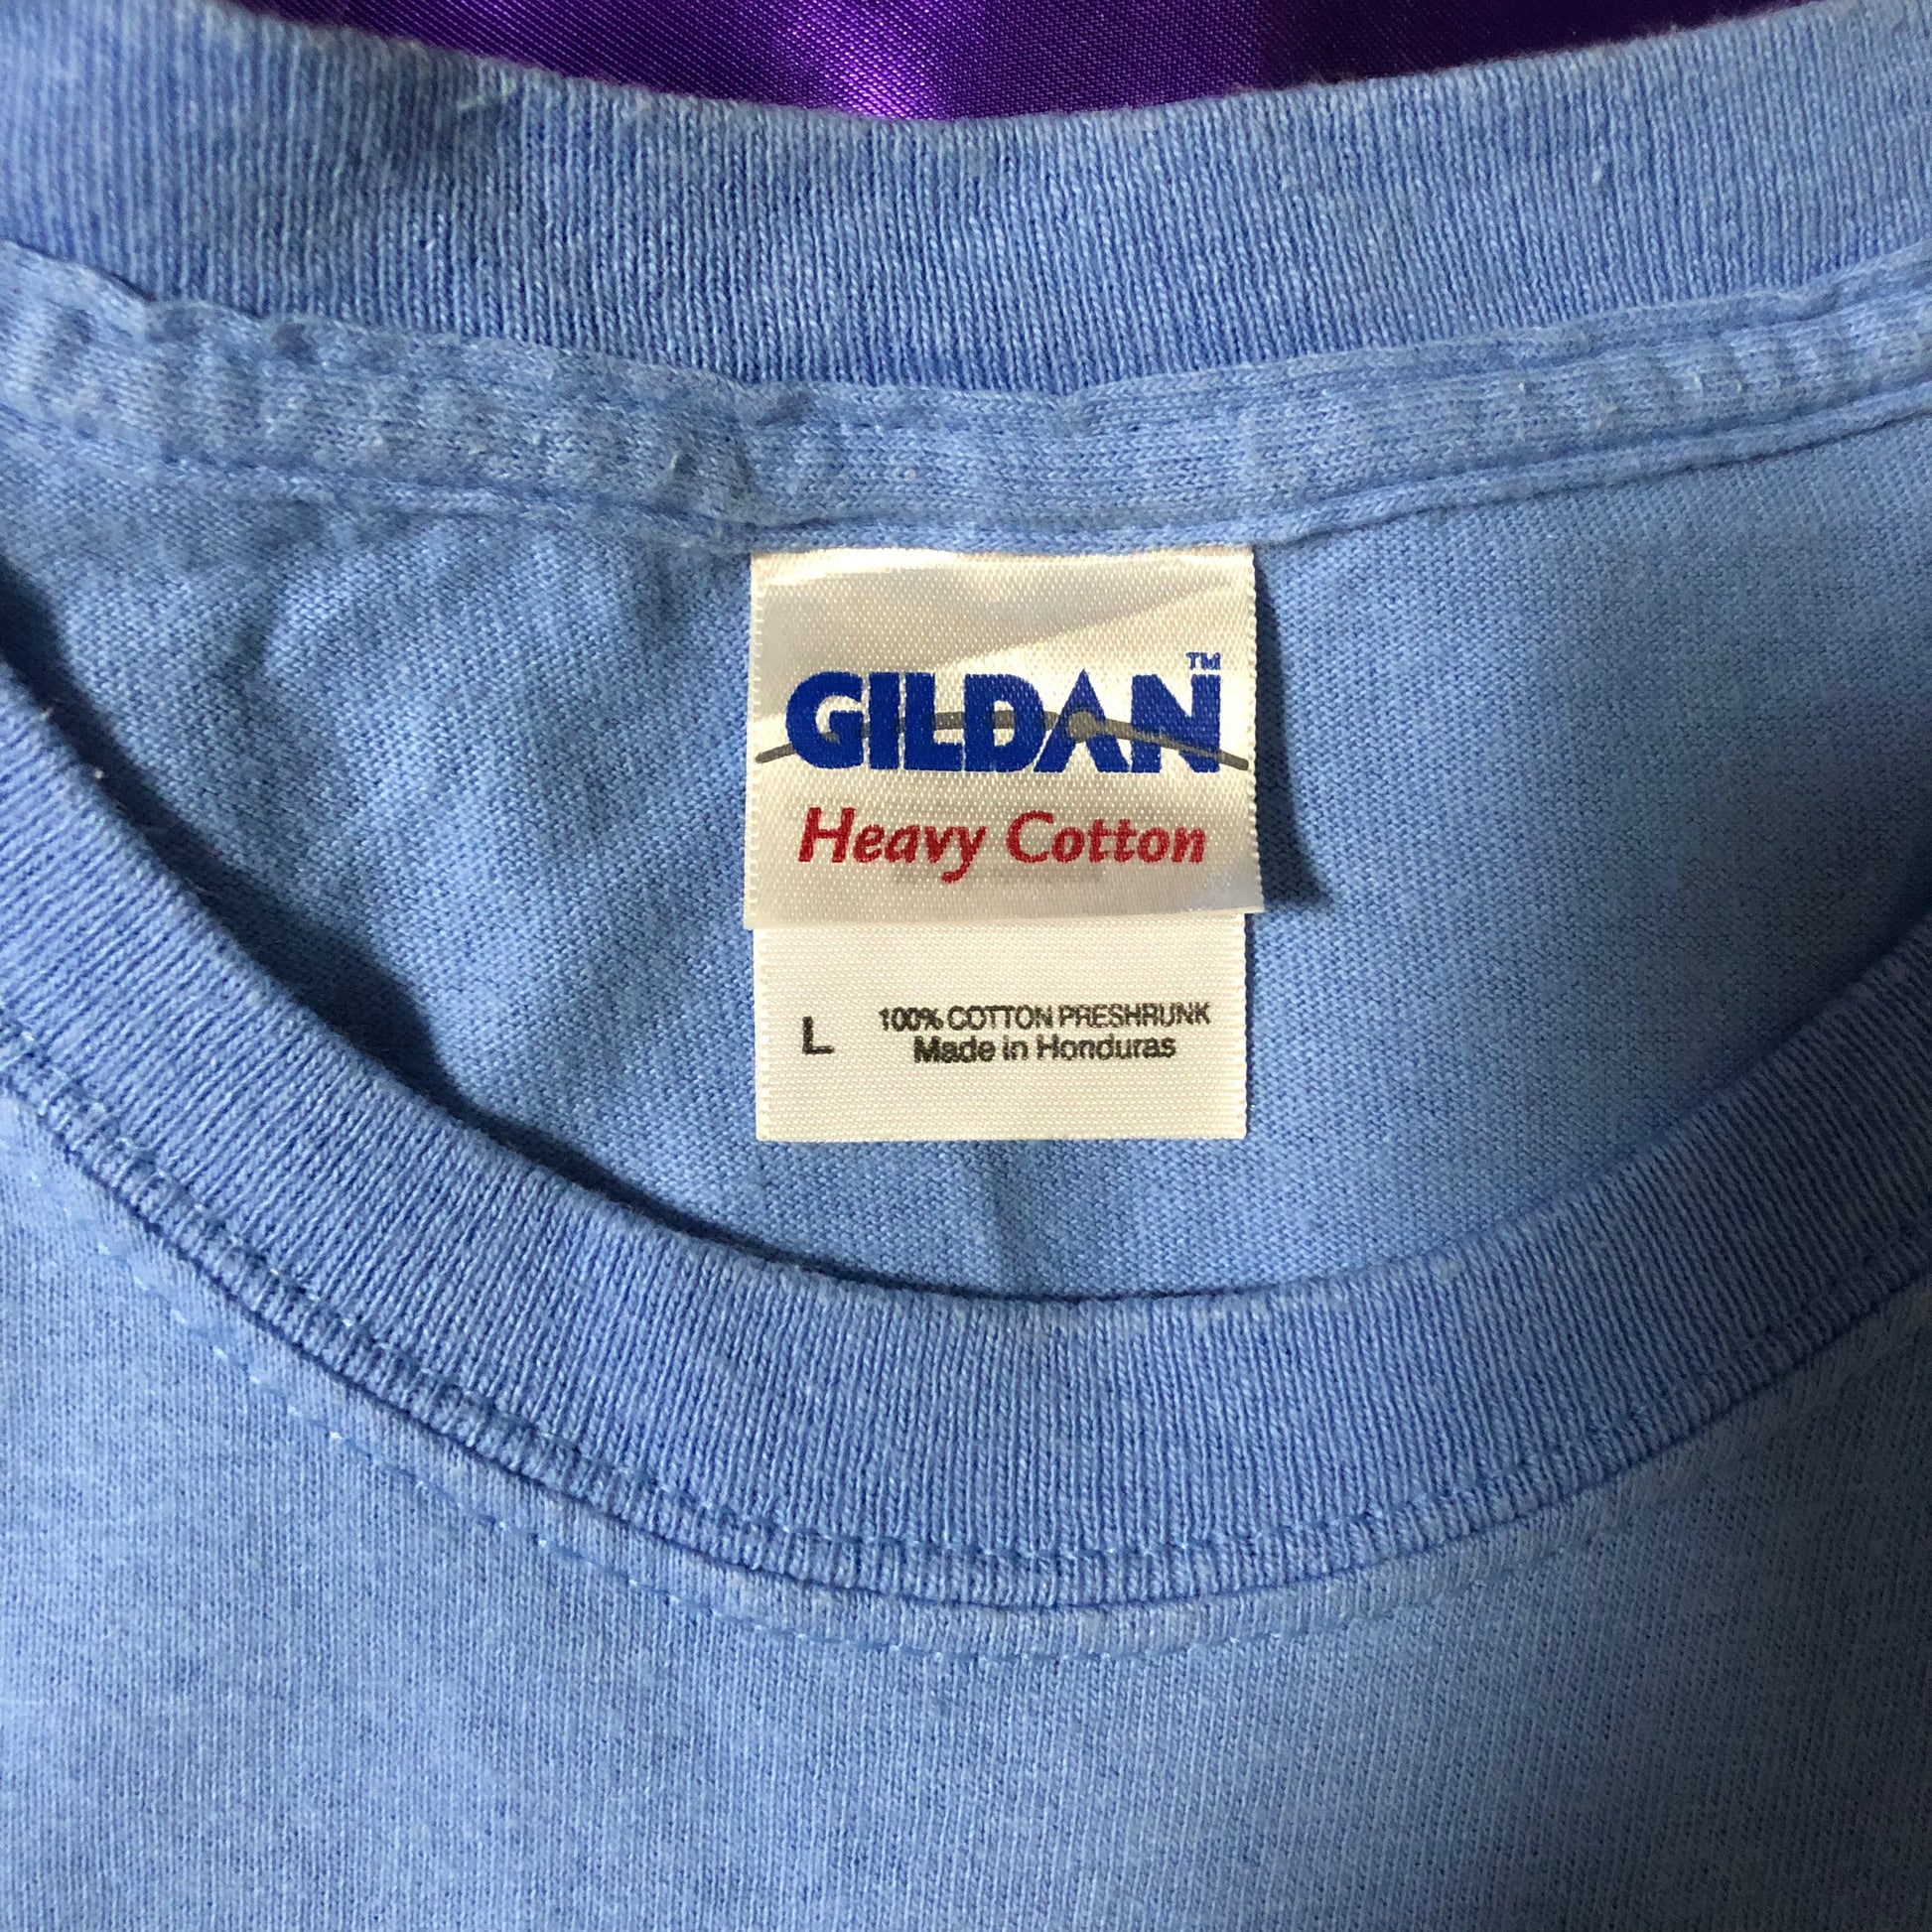 GILDAN™
Heavy Cotton
L 100% COTTON PRESHRUNK
Made in Honduras